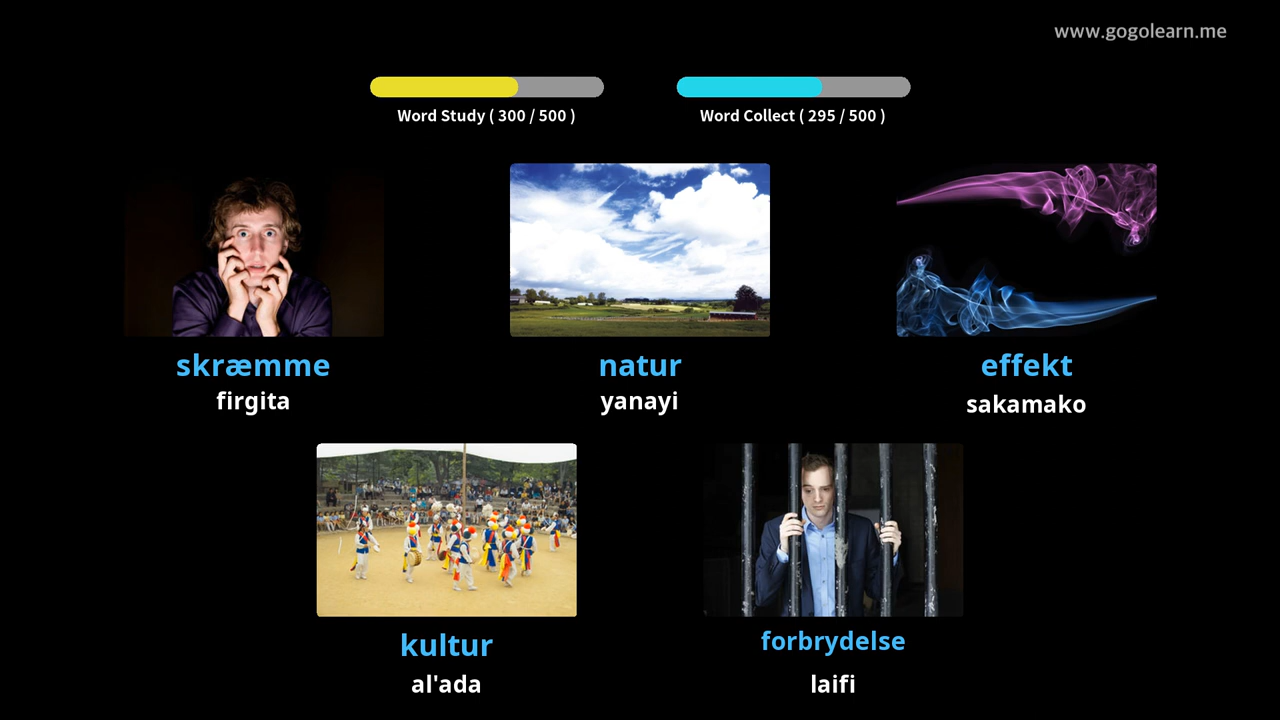 www.gogolearn.me
Word Study ( 300 / 500 )
Word Collect ( 295 / 500 )
skræmme
firgita
natur
yanayi
effekt
sakamako
kultur
al'ada
forbrydelse
laifi